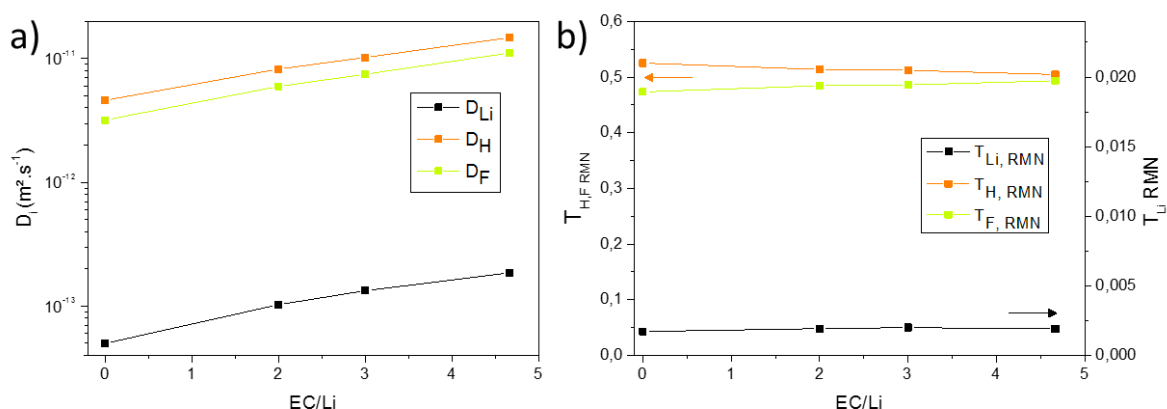 a)
D_i (m².s⁻¹)
10⁻¹¹
10⁻¹²
10⁻¹³
D_Li
D_H
D_F
0 1 2 3 4 5
EC/Li
b)
T_H,F RMN
0,6
0,5
0,4
0,3
0,2
0,1
0,0
T_Li, RMN
T_H, RMN
T_F, RMN
0,020
0,015
0,010
0,005
0,000
T_Li RMN
0 1 2 3 4 5
EC/Li